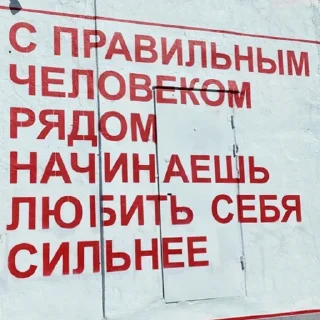 С ПРАВИЛЬНЫМ
ЧЕЛОВЕКОМ
РЯДОМ
НАЧИНАЕШЬ
ЛЮБИТЬ СЕБЯ
СИЛЬНЕЕ